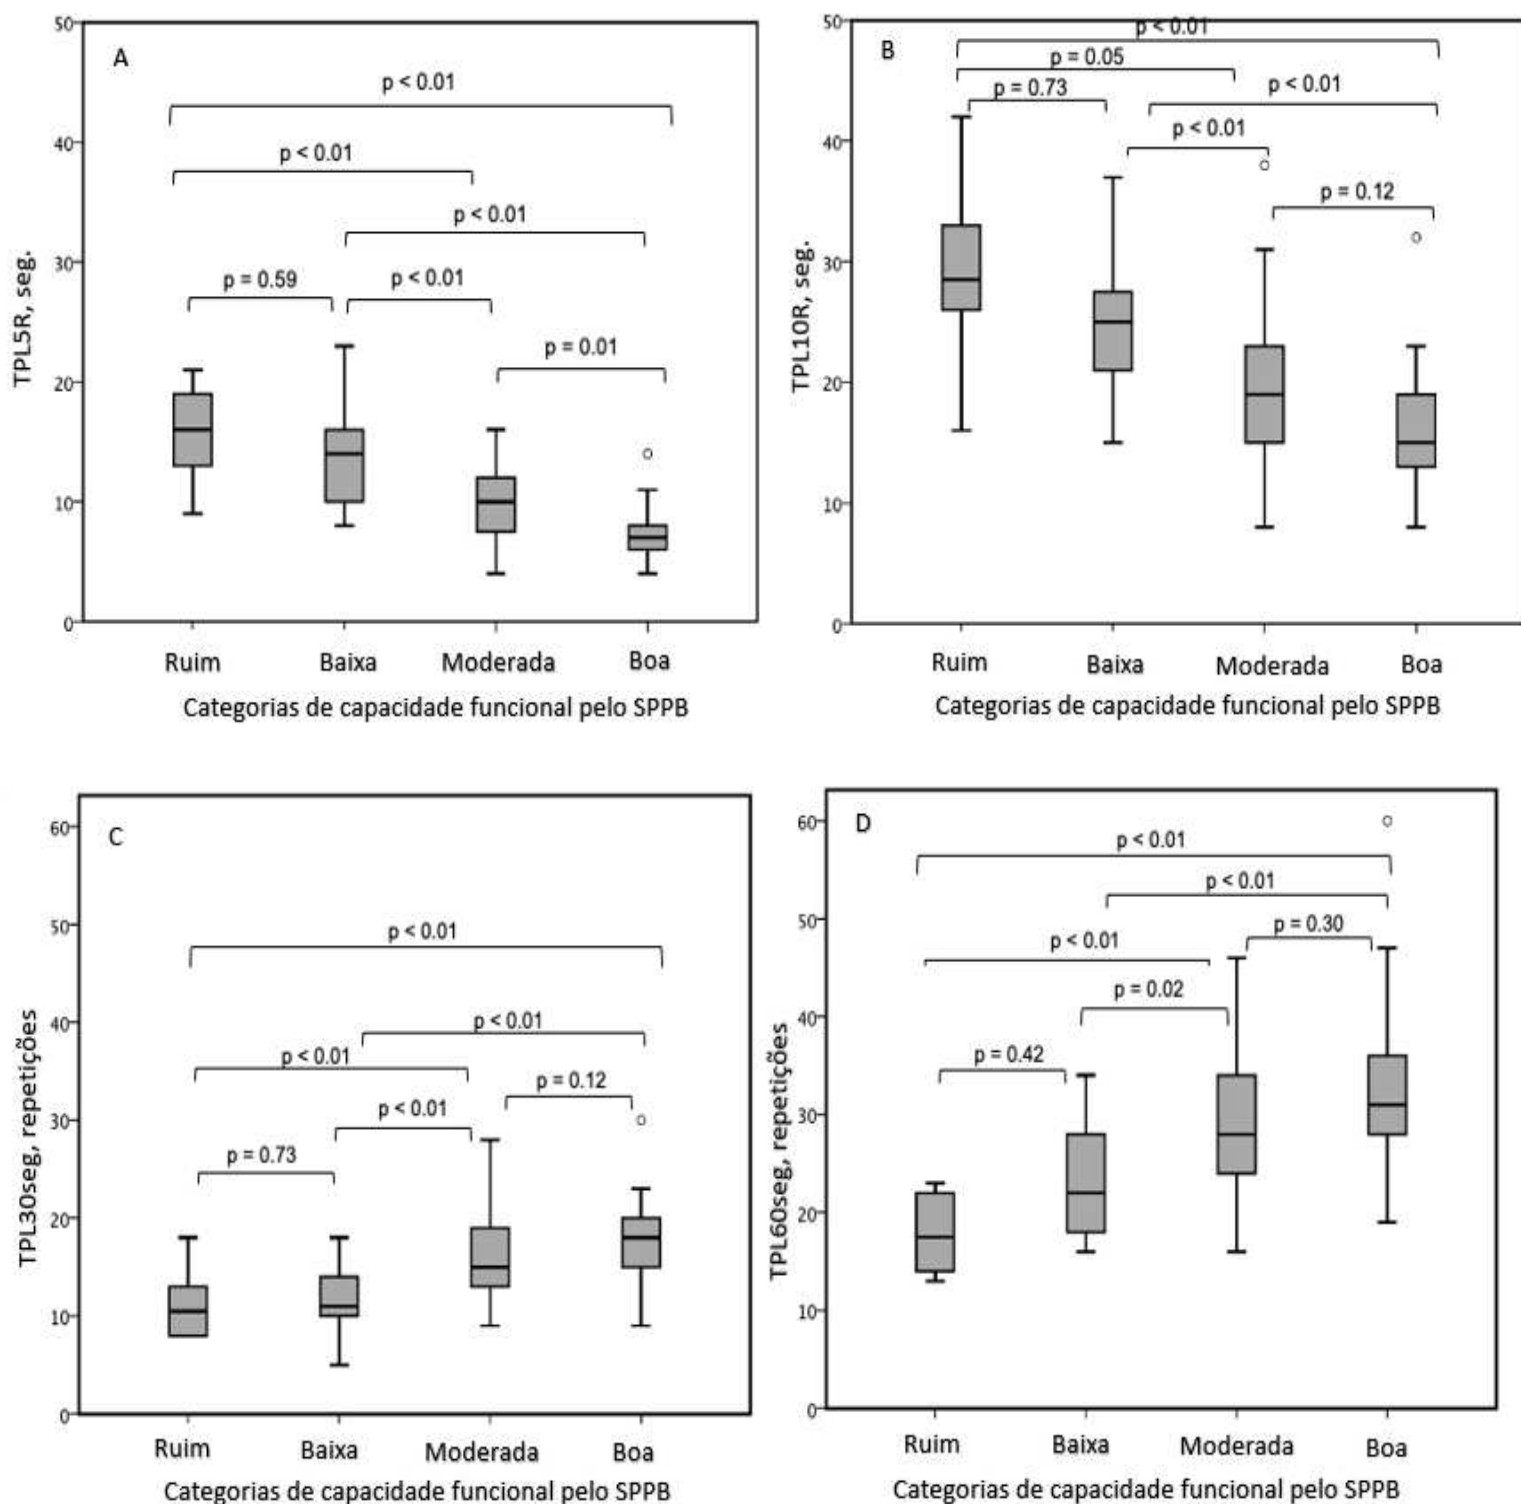 A
50
40
30
20
10
0
TPL5R, seg.
p < 0.01
p < 0.01
p < 0.01
p = 0.59
p < 0.01
p = 0.01
Ruim
Baixa
Moderada
Boa
Categorias de capacidade funcional pelo SPPB
B
50
40
30
20
10
0
TPL10R, seg.
p < 0.01
p = 0.05
p = 0.73
p < 0.01
p < 0.01
p = 0.12
Ruim
Baixa
Moderada
Boa
Categorias de capacidade funcional pelo SPPB
C
60
50
40
30
20
10
0
TPL30seg, repetições
p < 0.01
p < 0.01
p < 0.01
p = 0.12
p < 0.01
p = 0.73
Ruim
Baixa
Moderada
Boa
Categorias de capacidade funcional pelo SPPB
D
60
50
40
30
20
10
0
TPL60seg, repetições
p < 0.01
p < 0.01
p = 0.30
p < 0.01
p = 0.02
p = 0.42
Ruim
Baixa
Moderada
Boa
Categorias de capacidade funcional pelo SPPB